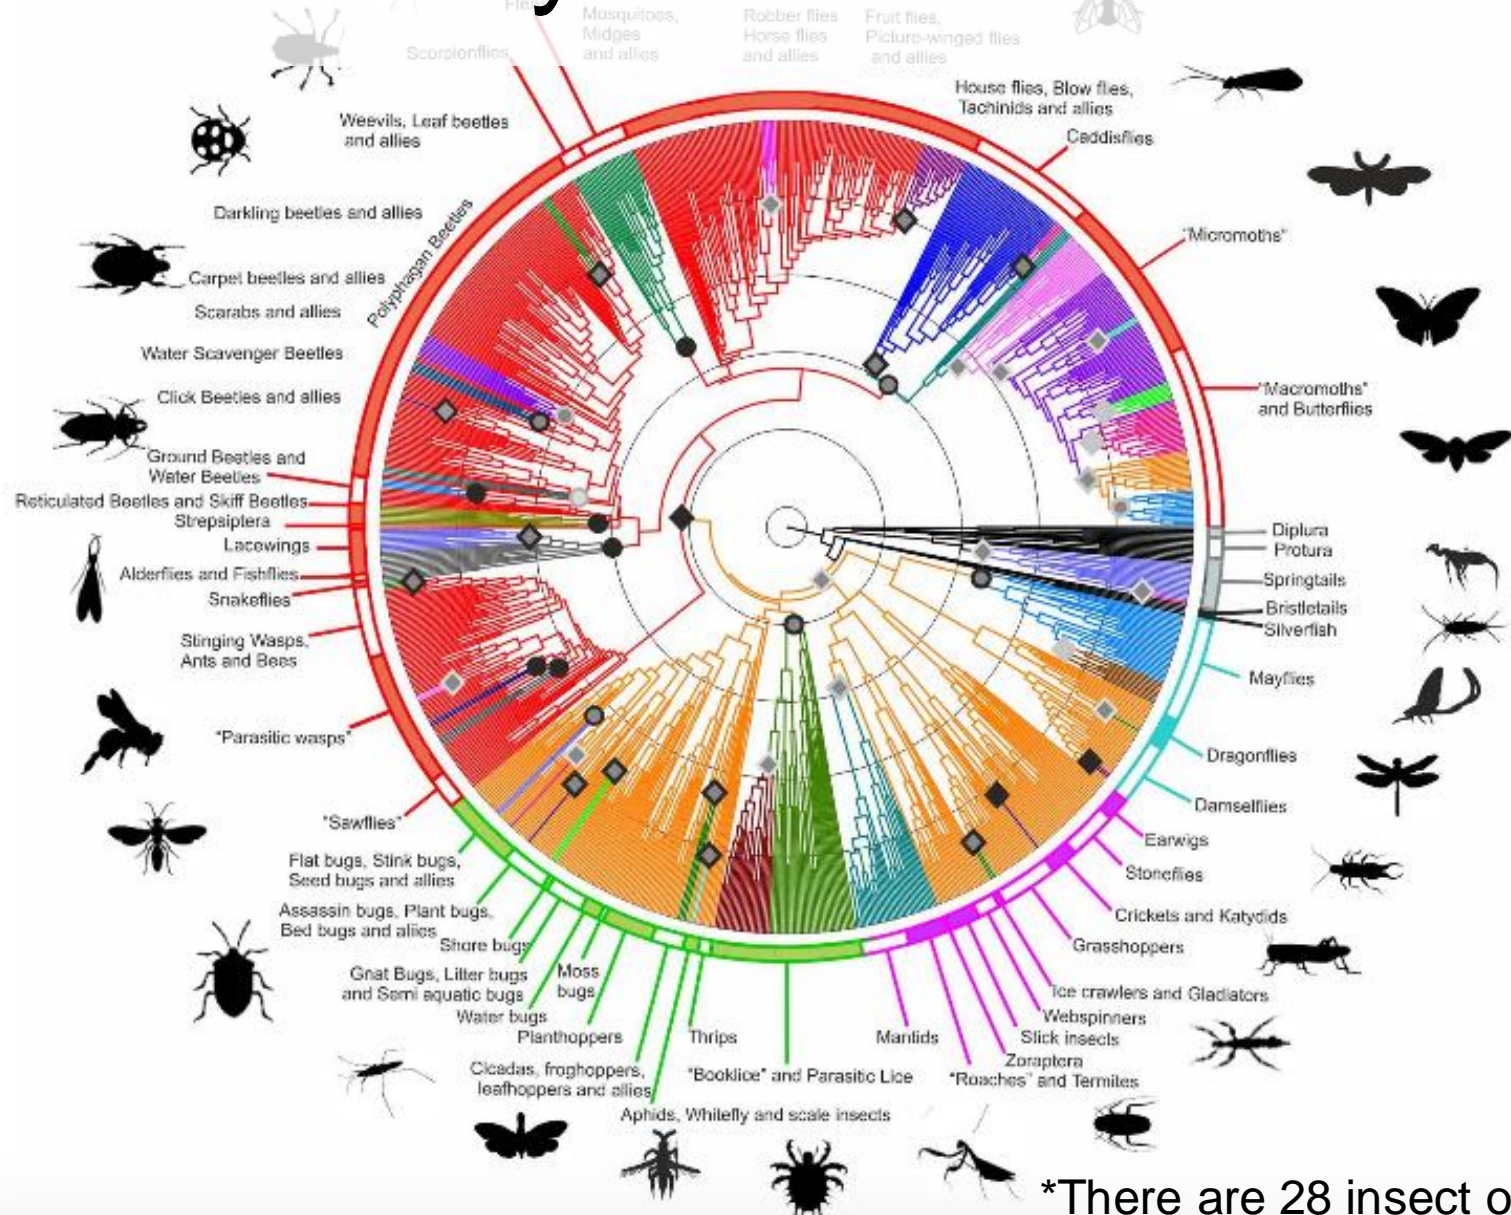 y
Fle
Scorpionflies
Mosquitoes,
Midges
and allies
Robber flies
Horse flies
and allies
Fruit flies,
Picture-winged flies
and allies
House flies, Blow flies,
Tachinids and allies
Caddisflies
"Micromoths"
"Macromoths"
and Butterflies
Diplura
Protura
Springtails
Bristletails
Silverfish
Mayflies
Dragonflies
Damselflies
Earwigs
Stoneflies
Crickets and Katydids
Grasshoppers
Ice crawlers and Gladiators
Webspinners
Stick insects
Zoraptera
"Roaches" and Termites
Mantids
"Booklice" and Parasitic Lice
Thrips
Aphids, Whitefly and scale insects
Cicadas, froghoppers,
leafhoppers and allies
Planthoppers
Moss
bugs
Water bugs
Gnat Bugs, Litter bugs
and Semi aquatic bugs
Shore bugs
Assassin bugs, Plant bugs,
Bed bugs and allies
Flat bugs, Stink bugs,
Seed bugs and allies
"Sawflies"
"Parasitic wasps"
Stinging Wasps,
Ants and Bees
Snakeflies
Alderflies and Fishflies
Lacewings
Strepsiptera
Reticulated Beetles and Skiff Beetles
Ground Beetles and
Water Beetles
Click Beetles and allies
Water Scavenger Beetles
Scarabs and allies
Carpet beetles and allies
Darkling beetles and allies
Weevils, Leaf beetles
and allies
Polyphagan Beetles
*There are 28 insect o